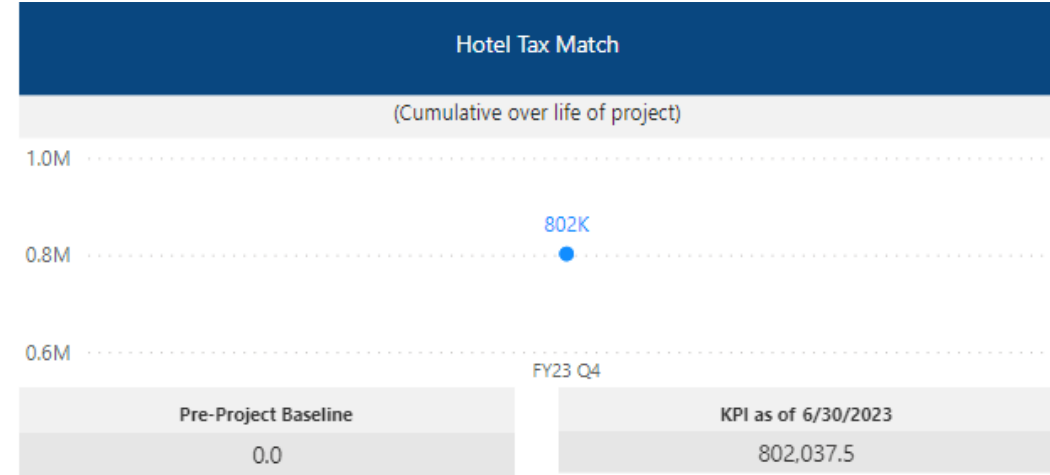 Hotel Tax Match
(Cumulative over life of project)
1.0M
802K
0.8M
0.6M
FY23 Q4
Pre-Project Baseline
KPI as of 6/30/2023
0.0
802,037.5